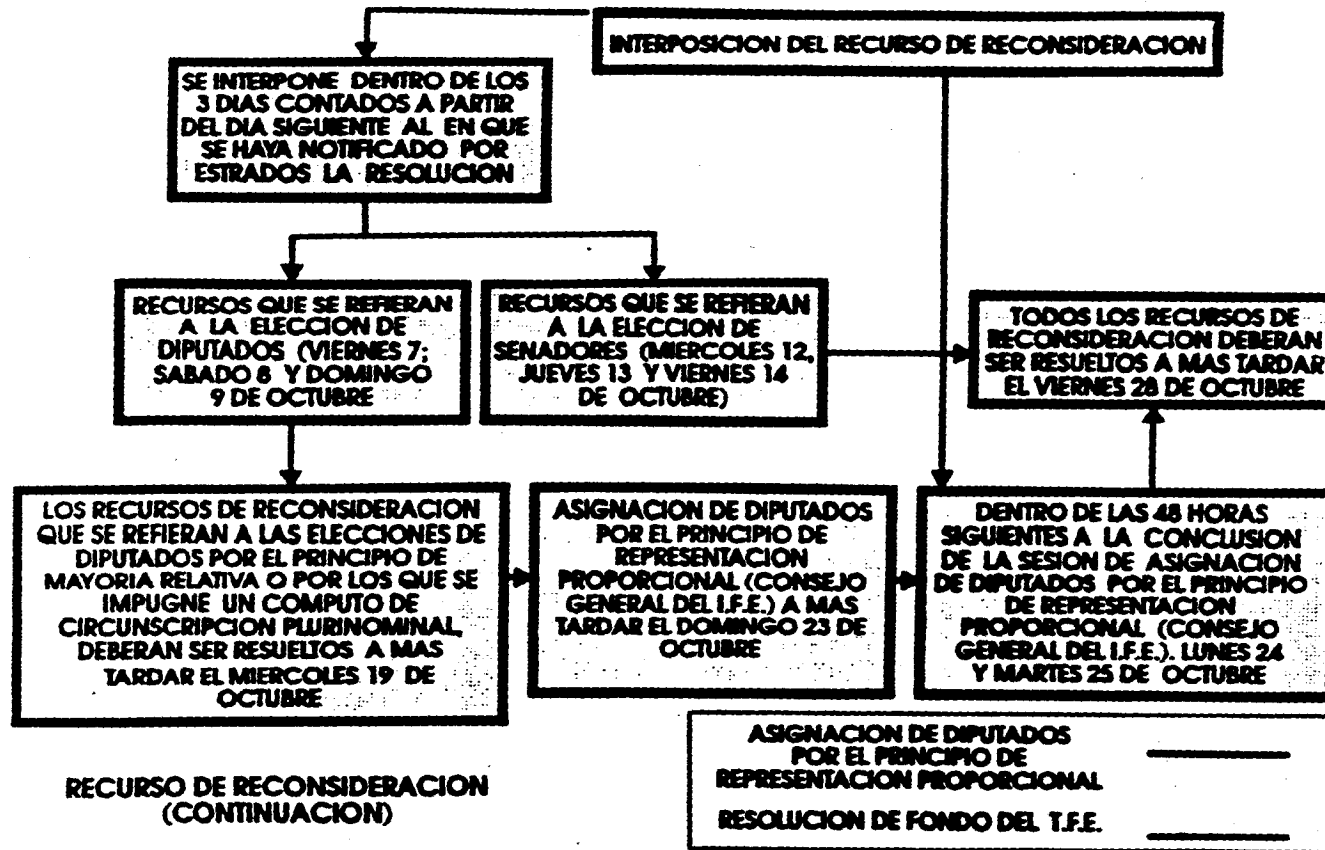 INTERPOSICION DEL RECURSO DE RECONSIDERACION
SE INTERPONE DENTRO DE LOS
3 DIAS CONTADOS A PARTIR
DEL DIA SIGUIENTE AL EN QUE
SE HAYA NOTIFICADO POR
ESTRADOS LA RESOLUCION
RECURSOS QUE SE REFIERAN
A LA ELECCION DE
DIPUTADOS (VIERNES 7;
SABADO 8 Y DOMINGO
9 DE OCTUBRE
RECURSOS QUE SE REFIERAN
A LA ELECCION DE
SENADORES (MIERCOLES 12,
JUEVES 13 Y VIERNES 14
DE OCTUBRE)
TODOS LOS RECURSOS DE
RECONSIDERACION DEBERAN
SER RESUELTOS A MAS TARDAR
EL VIERNES 28 DE OCTUBRE
LOS RECURSOS DE RECONSIDERACION
QUE SE REFIERAN A LAS ELECCIONES DE
DIPUTADOS POR EL PRINCIPIO DE
MAYORIA RELATIVA O POR LOS QUE SE
IMPUGNE UN COMPUTO DE
CIRCUNSCRIPCION PLURINOMINAL,
DEBERAN SER RESUELTOS A MAS
TARDAR EL MIERCOLES 19 DE
OCTUBRE
ASIGNACION DE DIPUTADOS
POR EL PRINCIPIO DE
REPRESENTACION
PROPORCIONAL (CONSEJO
GENERAL DEL I.F.E.) A MAS
TARDAR EL DOMINGO 23 DE
OCTUBRE
DENTRO DE LAS 48 HORAS
SIGUIENTES A LA CONCLUSION
DE LA SESION DE ASIGNACION
DE DIPUTADOS POR EL PRINCIPIO
DE REPRESENTACION
PROPORCIONAL (CONSEJO
GENERAL DEL I.F.E.). LUNES 24
Y MARTES 25 DE OCTUBRE
ASIGNACION DE DIPUTADOS
POR EL PRINCIPIO DE
REPRESENTACION PROPORCIONAL
RESOLUCION DE FONDO DEL T.F.E.
RECURSO DE RECONSIDERACION
(CONTINUACION)